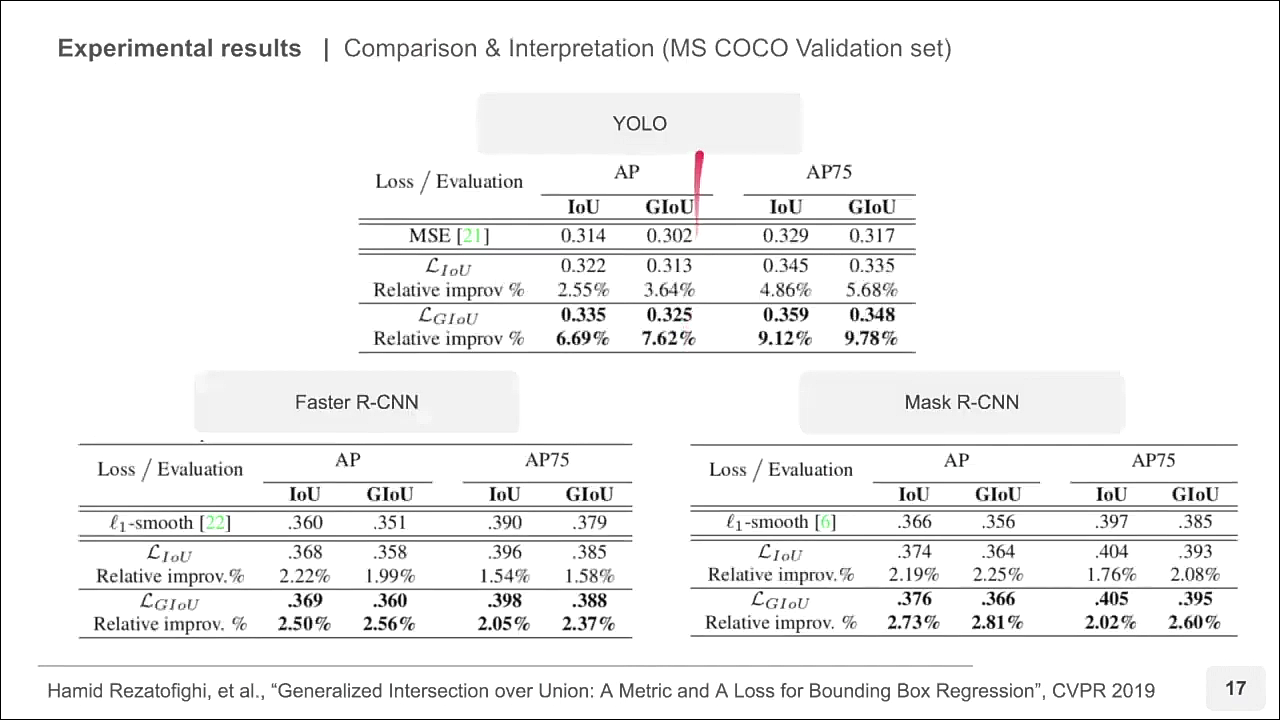 Experimental results | Comparison & Interpretation (MS COCO Validation set)
YOLO
Loss / Evaluation AP AP75
IoU GIoU IoU GIoU
MSE [21] 0.314 0.302 0.329 0.317
ℒIoU 0.322 0.313 0.345 0.335
Relative improv % 2.55% 3.64% 4.86% 5.68%
ℒGIoU 0.335 0.325 0.359 0.348
Relative improv % 6.69% 7.62% 9.12% 9.78%
Faster R-CNN
Loss / Evaluation AP AP75
IoU GIoU IoU GIoU
ℓ1-smooth [22] .360 .351 .390 .379
ℒIoU .368 .358 .396 .385
Relative improv.% 2.22% 1.99% 1.54% 1.58%
ℒGIoU .369 .360 .398 .388
Relative improv. % 2.50% 2.56% 2.05% 2.37%
Mask R-CNN
Loss / Evaluation AP AP75
IoU GIoU IoU GIoU
ℓ1-smooth [6] .366 .356 .397 .385
ℒIoU .374 .364 .404 .393
Relative improv.% 2.19% 2.25% 1.76% 2.08%
ℒGIoU .376 .366 .405 .395
Relative improv. % 2.73% 2.81% 2.02% 2.60%
Hamid Rezatofighi, et al., “Generalized Intersection over Union: A Metric and A Loss for Bounding Box Regression”, CVPR 2019
17